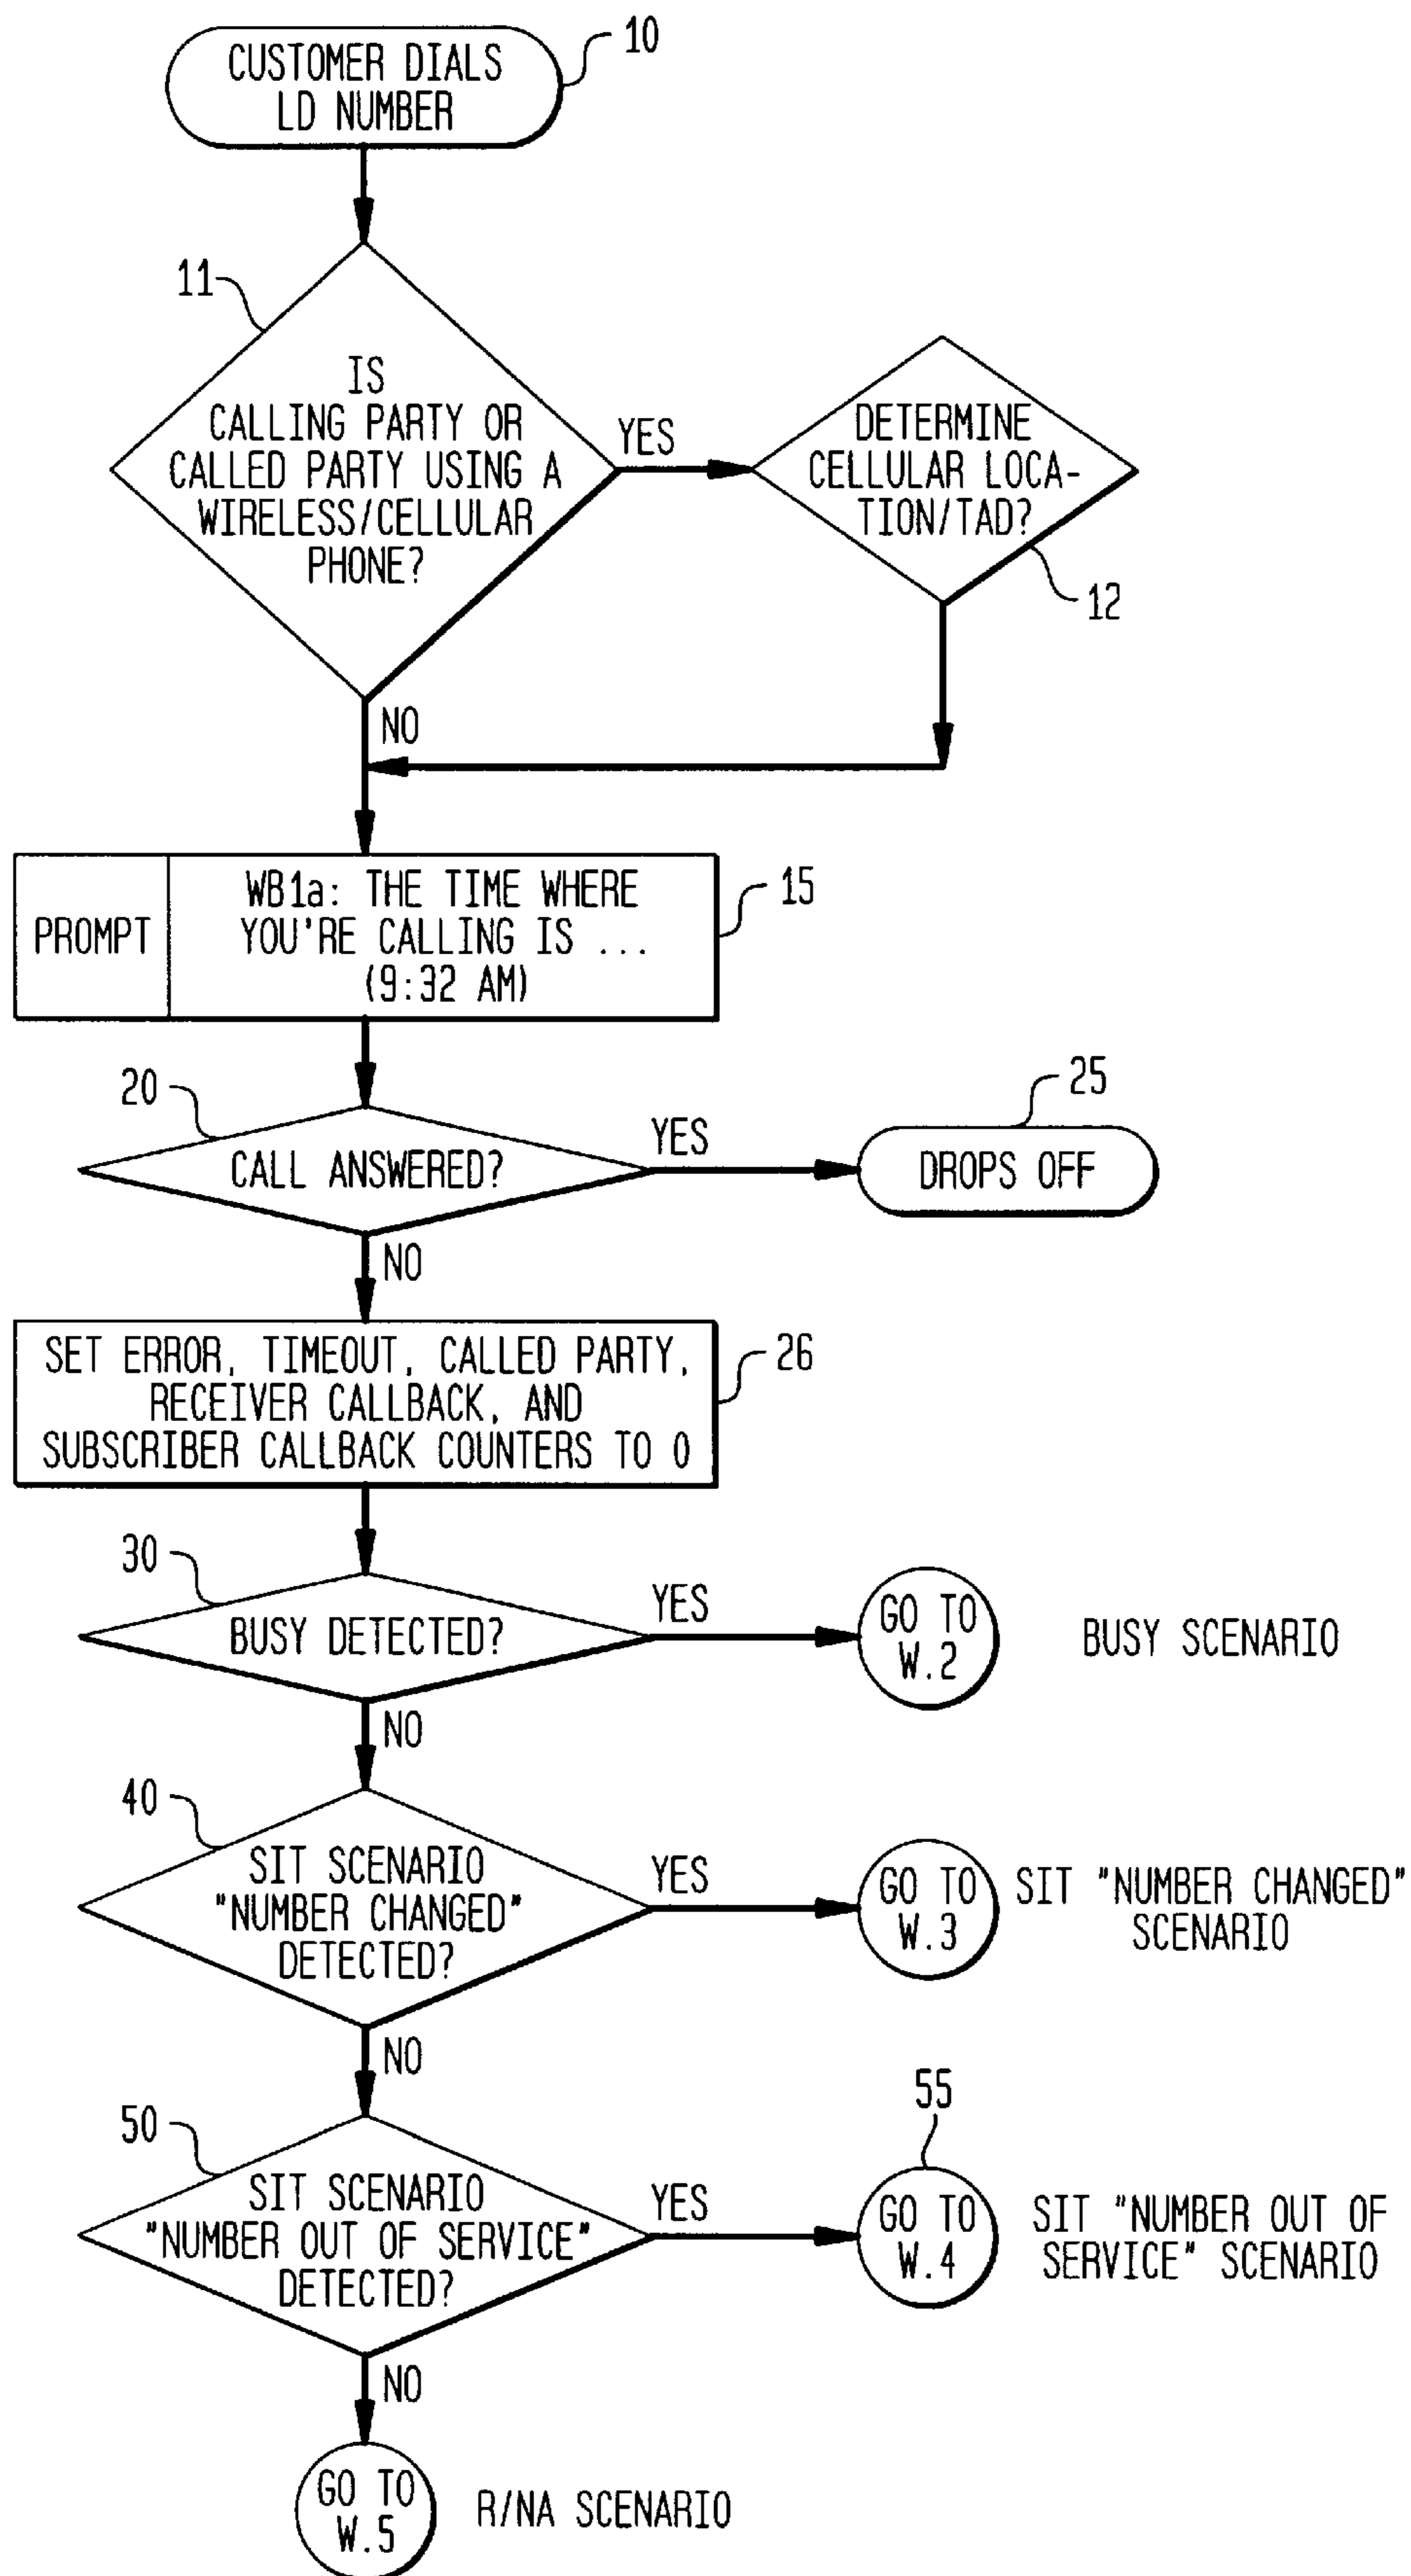 CUSTOMER DIALS
LD NUMBER
10
11
IS
CALLING PARTY OR
CALLED PARTY USING A
WIRELESS/CELLULAR
PHONE?
YES
DETERMINE
CELLULAR LOCA-
TION/TAD?
12
NO
PROMPT
WB1a: THE TIME WHERE
YOU'RE CALLING IS ...
(9:32 AM)
15
20
CALL ANSWERED?
YES
25
DROPS OFF
NO
SET ERROR, TIMEOUT, CALLED PARTY,
RECEIVER CALLBACK, AND
SUBSCRIBER CALLBACK COUNTERS TO 0
26
30
BUSY DETECTED?
YES
GO TO
W.2
BUSY SCENARIO
NO
40
SIT SCENARIO
"NUMBER CHANGED"
DETECTED?
YES
GO TO
W.3
SIT "NUMBER CHANGED"
SCENARIO
NO
50
SIT SCENARIO
"NUMBER OUT OF SERVICE"
DETECTED?
YES
55
GO TO
W.4
SIT "NUMBER OUT OF
SERVICE" SCENARIO
NO
GO TO
W.5
R/NA SCENARIO